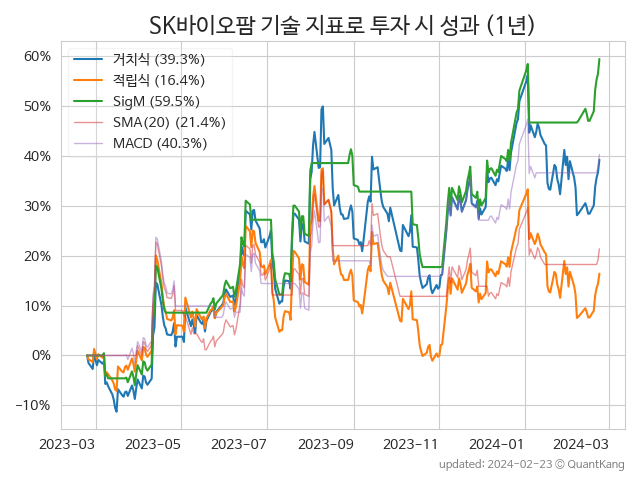 SK바이오팜 기술 지표로 투자 시 성과 (1년)
거치식 (39.3%)
적립식 (16.4%)
SigM (59.5%)
SMA(20) (21.4%)
MACD (40.3%)
60%
50%
40%
30%
20%
10%
0%
−10%
2023−03 2023−05 2023−07 2023−09 2023−11 2024−01 2024−03
updated: 2024−02−23 ⓒ QuantKang